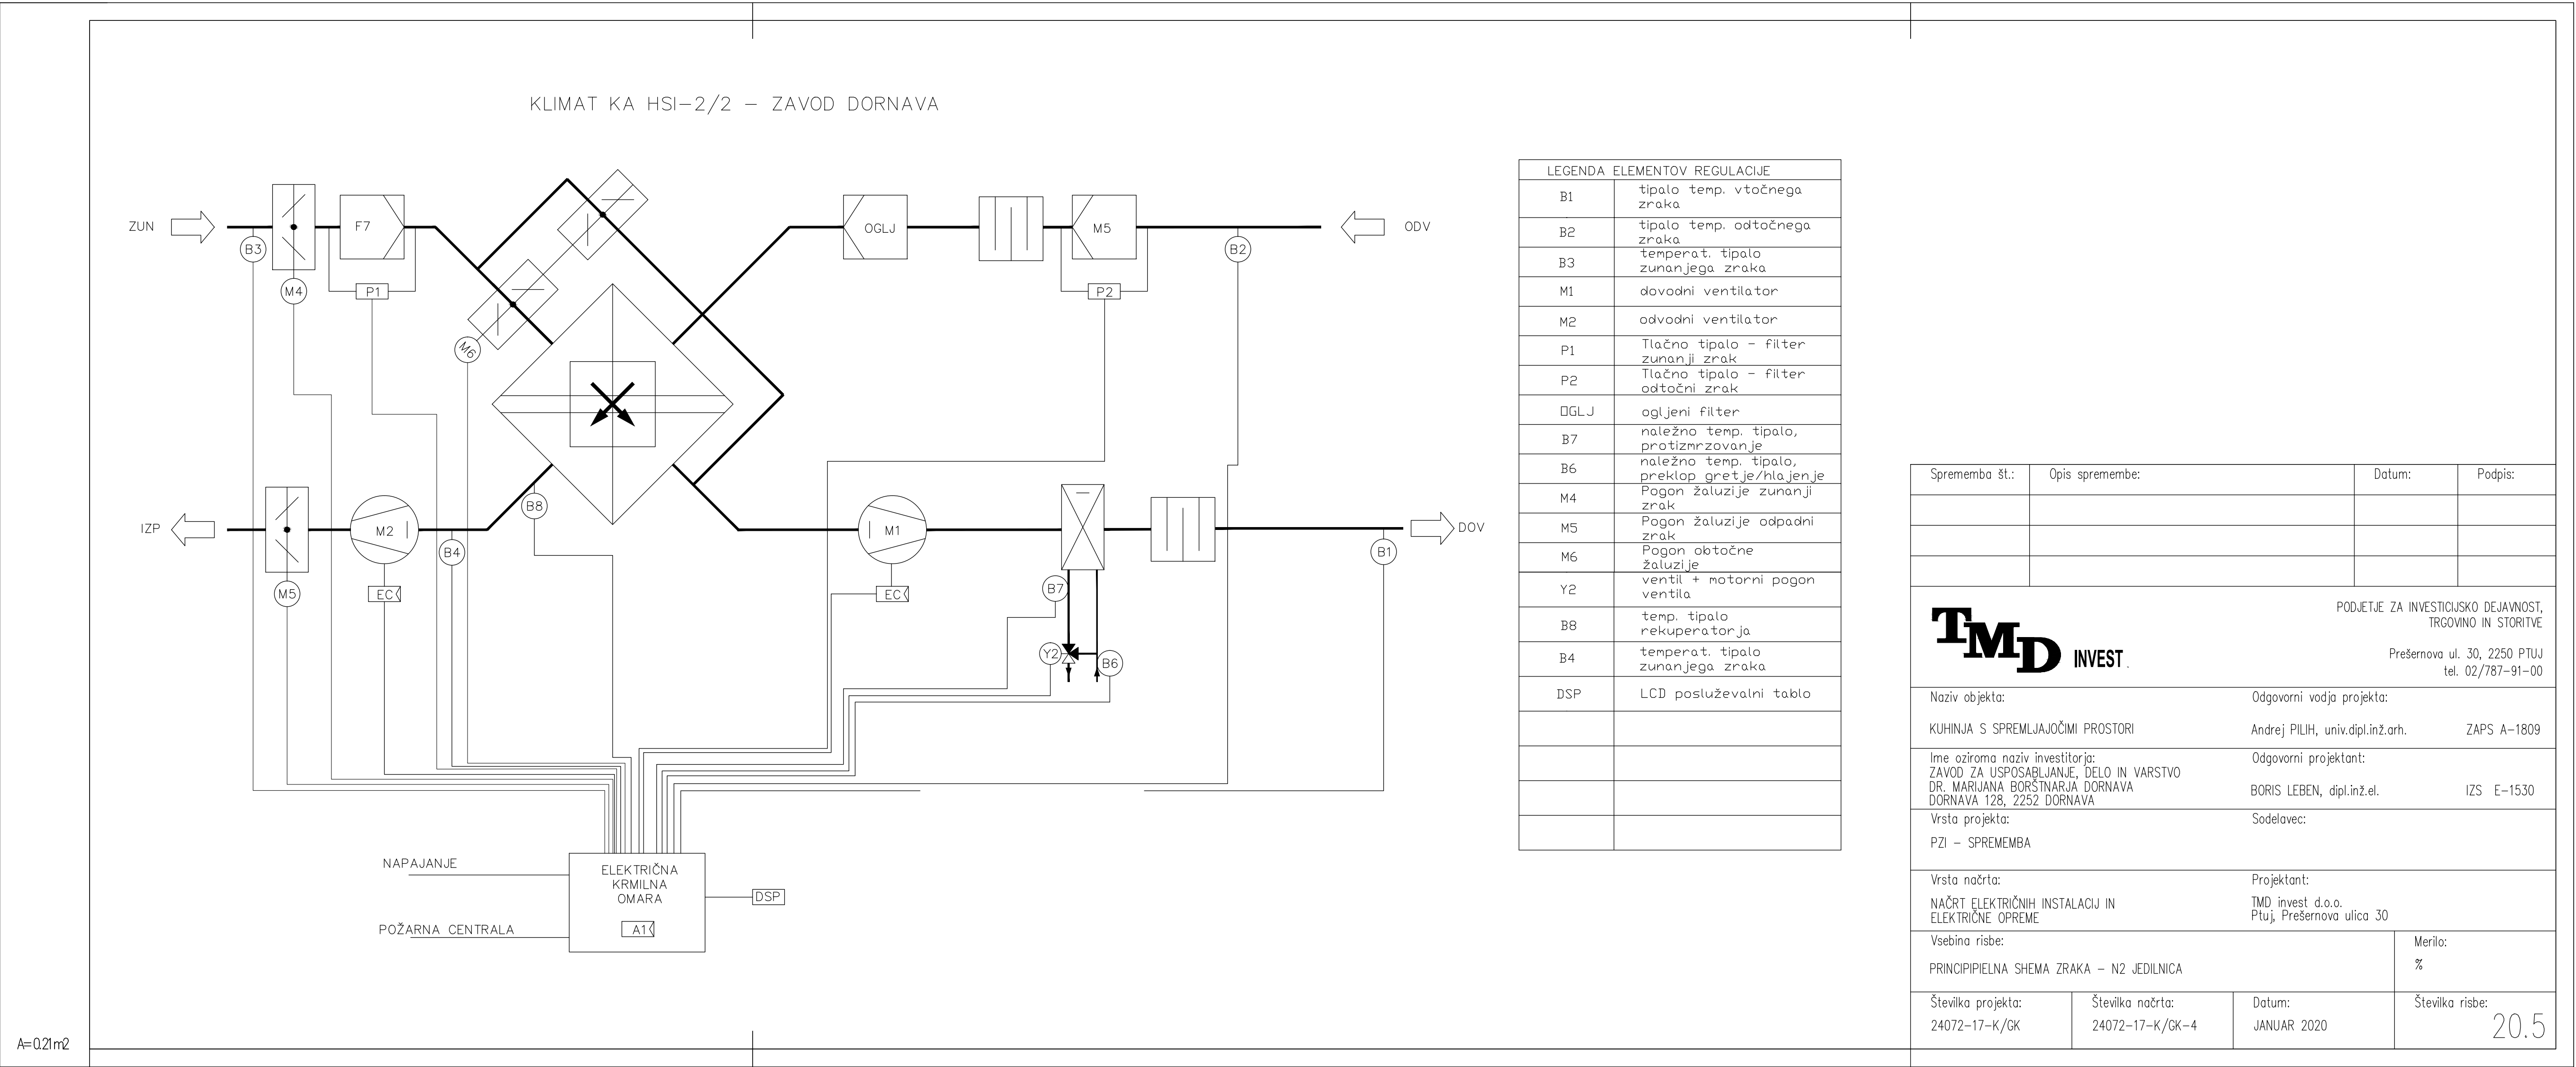 KLIMAT KA HSI-2/2 - ZAVOD DORNAVA
ZUN
B3
M4
F7
P1
M6
OGLJ
M5
P2
B2
ODV
IZP
M5
M2
EC
B4
B8
M1
EC
B7
Y2
B6
B1
DOV
NAPAJANJE
POŽARNA CENTRALA
ELEKTRIČNA
KRMILNA
OMARA
A1
DSP
LEGENDA ELEMENTOV REGULACIJE
B1 tipalo temp. vtočnega
zraka
B2 tipalo temp. odtočnega
zraka
B3 temperat. tipalo
zunanjega zraka
M1 dovodni ventilator
M2 odvodni ventilator
P1 Tlačno tipalo - filter
zunanji zrak
P2 Tlačno tipalo - filter
odtočni zrak
OGLJ ogljeni filter
B7 naležno temp. tipalo,
protizmrzovanje
B6 naležno temp. tipalo,
preklop gretje/hlajenje
M4 Pogon žaluzije zunanji
zrak
M5 Pogon žaluzije odpadni
zrak
M6 Pogon obtočne
žaluzije
Y2 ventil + motorni pogon
ventila
B8 temp. tipalo
rekuperatorja
B4 temperat. tipalo
zunanjega zraka
DSP LCD posluževalni tablo
Sprememba št.: Opis spremembe: Datum: Podpis:
TMD INVEST
PODJETJE ZA INVESTICIJSKO DEJAVNOST,
TRGOVINO IN STORITVE
Prešernova ul. 30, 2250 PTUJ
tel. 02/787-91-00
Naziv objekta:
KUHINJA S SPREMLJAJOČIMI PROSTORI
Odgovorni vodja projekta:
Andrej PILIH, univ.dipl.inž.arh. ZAPS A-1809
Ime oziroma naziv investitorja:
ZAVOD ZA USPOSABLJANJE, DELO IN VARSTVO
DR. MARIJANA BORŠTNARJA DORNAVA
DORNAVA 128, 2252 DORNAVA
Odgovorni projektant:
BORIS LEBEN, dipl.inž.el. IZS E-1530
Vrsta projekta:
PZI - SPREMEMBA
Sodelavec:
Vrsta načrta:
NAČRT ELEKTRIČNIH INSTALACIJ IN
ELEKTRIČNE OPREME
Projektant:
TMD invest d.o.o.
Ptuj, Prešernova ulica 30
Vsebina risbe:
PRINCIPIPIELNA SHEMA ZRAKA - N2 JEDILNICA
Merilo:
%
Številka projekta:
24072-17-K/GK
Številka načrta:
24072-17-K/GK-4
Datum:
JANUAR 2020
Številka risbe:
20.5
A=0.21m2